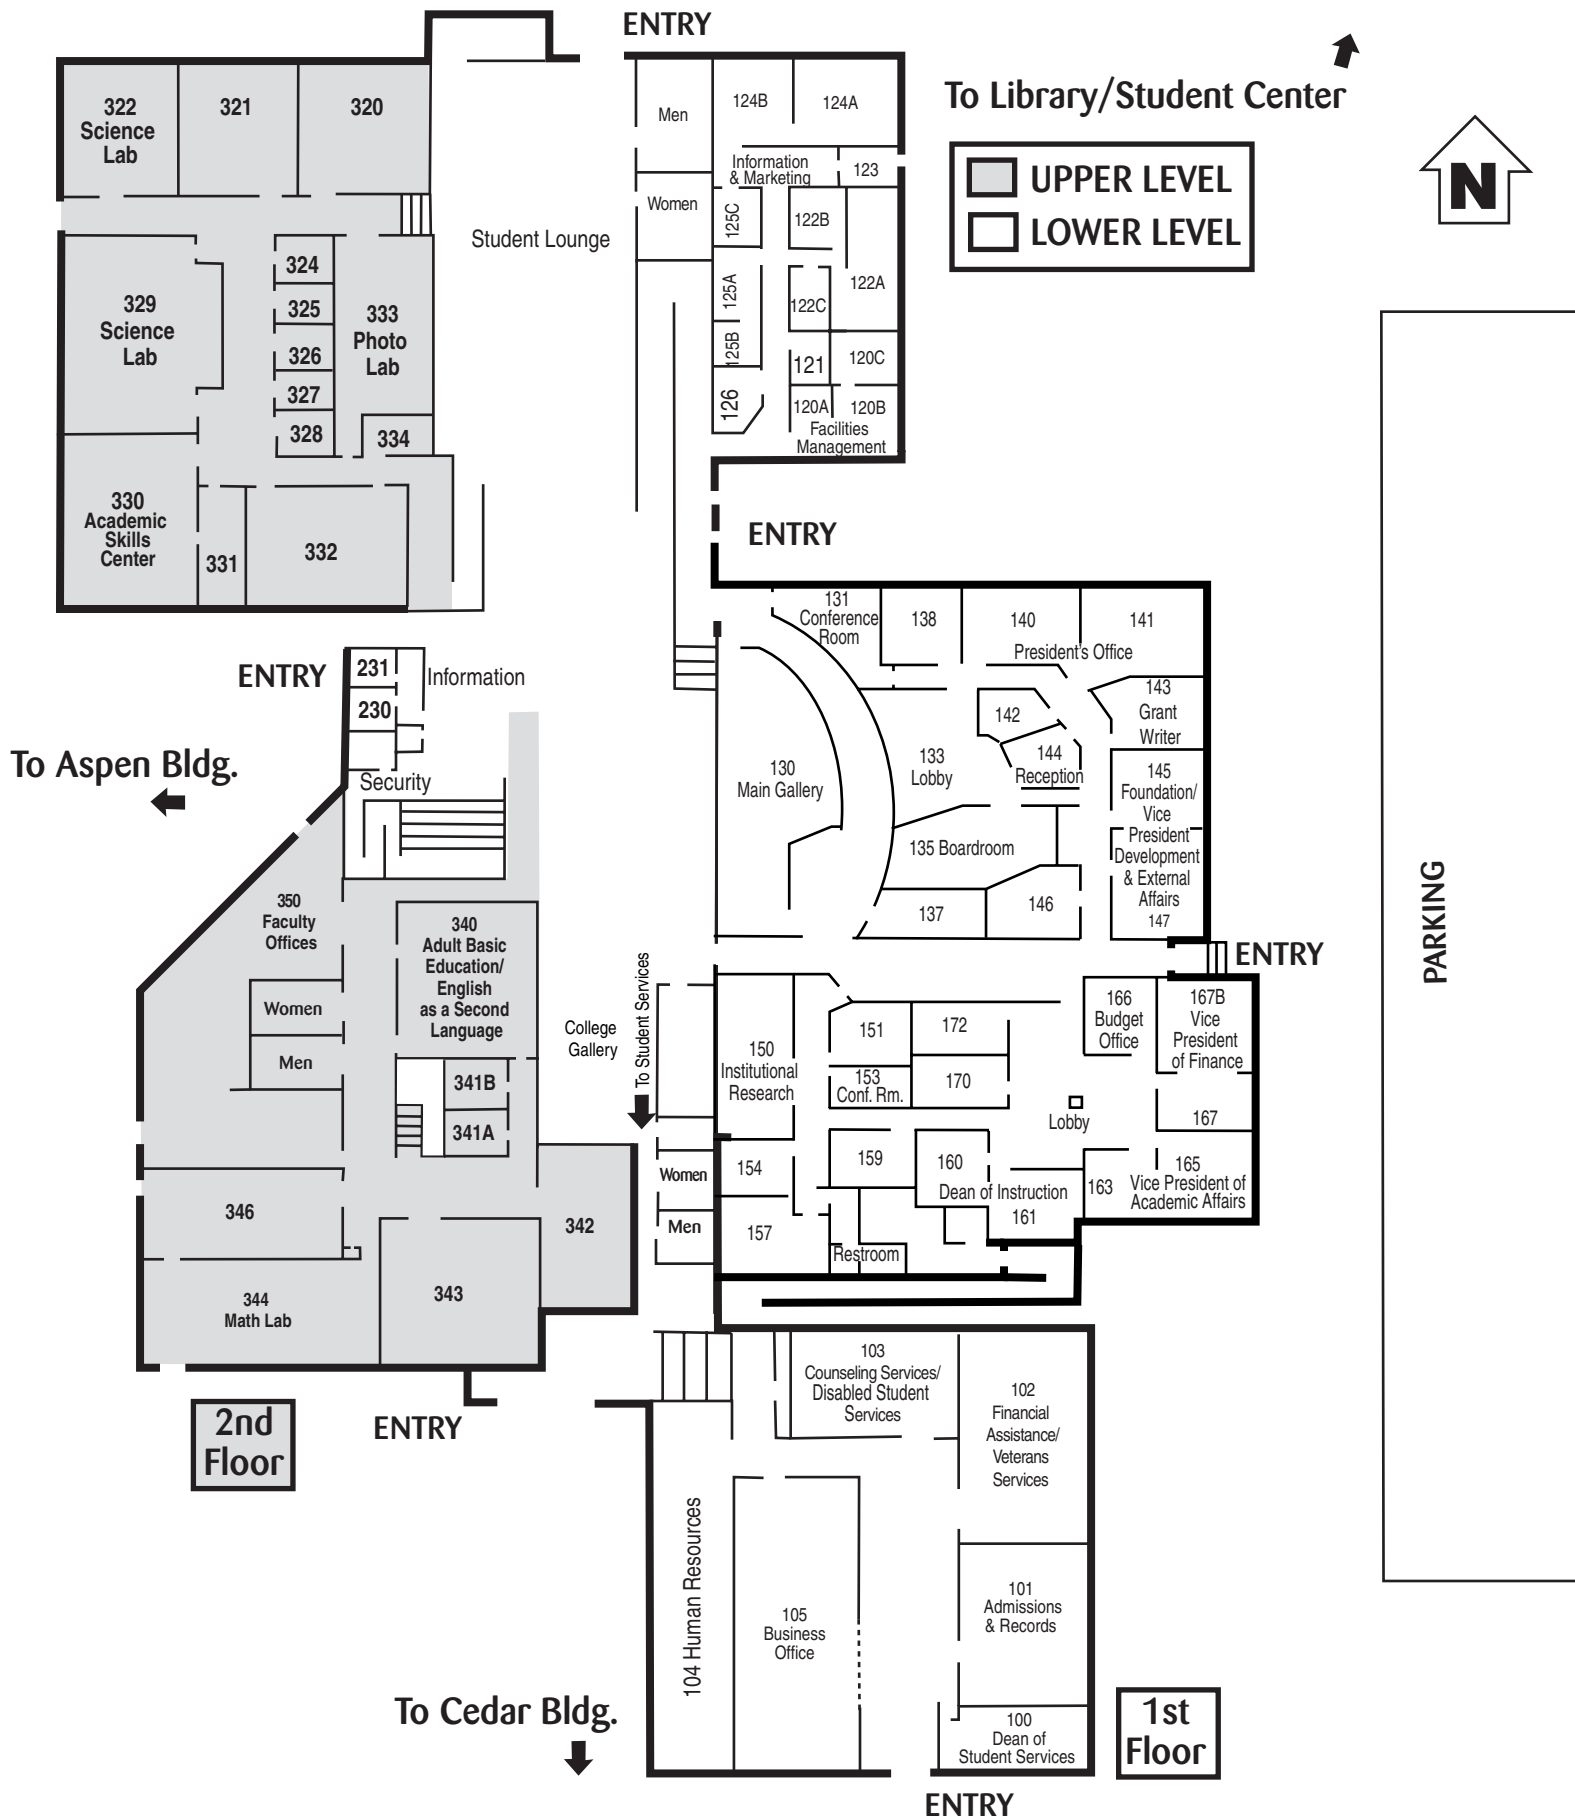 ENTRY
To Library/Student Center
UPPER LEVEL
LOWER LEVEL
N
322
Science
Lab
321
320
Student Lounge
Men
Women
124B
124A
Information
& Marketing
123
125C
122B
122A
125A
122C
125B
121
120C
126
120A
120B
Facilities
Management
324
325
326
327
328
329
Science
Lab
333
Photo
Lab
334
330
Academic
Skills
Center
331
332
ENTRY
131
Conference
Room
138
140
141
President's Office
143
Grant
Writer
142
144
Reception
133
Lobby
130
Main Gallery
145
Foundation/
Vice
President
Development
& External
Affairs
147
135 Boardroom
137
146
ENTRY
PARKING
ENTRY
231
Information
230
Security
To Aspen Bldg.
350
Faculty
Offices
Women
Men
340
Adult Basic
Education/
English
as a Second
Language
341B
341A
346
342
343
344
Math Lab
College
Gallery
To Student Services
Women
Men
150
Institutional
Research
151
172
153
Conf. Rm.
170
166
Budget
Office
167B
Vice
President
of Finance
Lobby
167
154
159
160
Dean of Instruction
161
163
165
Vice President of
Academic Affairs
157
Restroom
2nd
Floor
ENTRY
103
Counseling Services/
Disabled Student
Services
102
Financial
Assistance/
Veterans
Services
104 Human Resources
105
Business
Office
101
Admissions
& Records
100
Dean of
Student Services
To Cedar Bldg.
1st
Floor
ENTRY